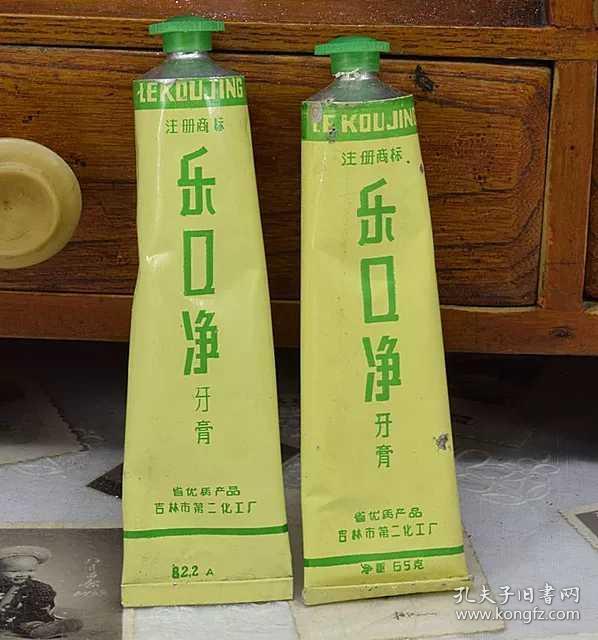 LEKOUJING
注册商标
乐口净
牙膏
省优质产品
吉林市第二化工厂
82.2 A
LEKOUJING
注册商标
乐口净
牙膏
省优质产品
吉林市第二化工厂
净重 65克
孔夫子旧书网
www.kongfz.com